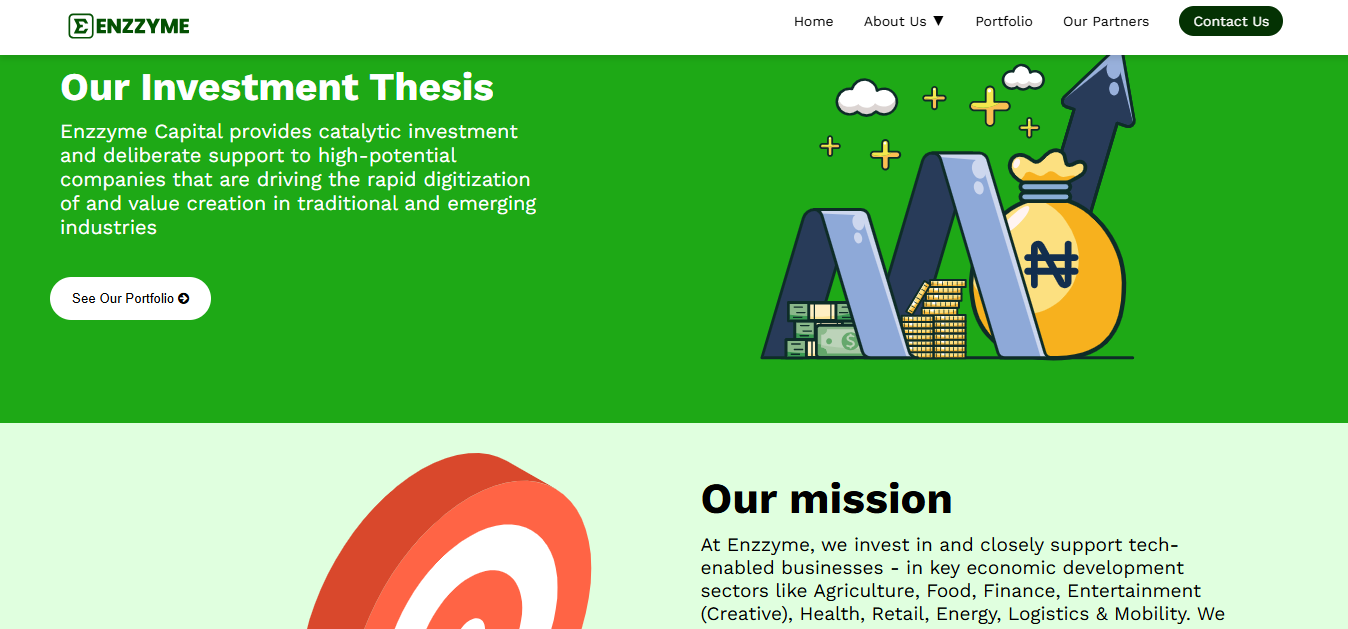 ENZZYME
Home About Us ▼ Portfolio Our Partners Contact Us
Our Investment Thesis
Enzzyme Capital provides catalytic investment
and deliberate support to high-potential
companies that are driving the rapid digitization
of and value creation in traditional and emerging
industries
See Our Portfolio
₦
$
Our mission
At Enzzyme, we invest in and closely support tech-
enabled businesses - in key economic development
sectors like Agriculture, Food, Finance, Entertainment
(Creative), Health, Retail, Energy, Logistics & Mobility. We